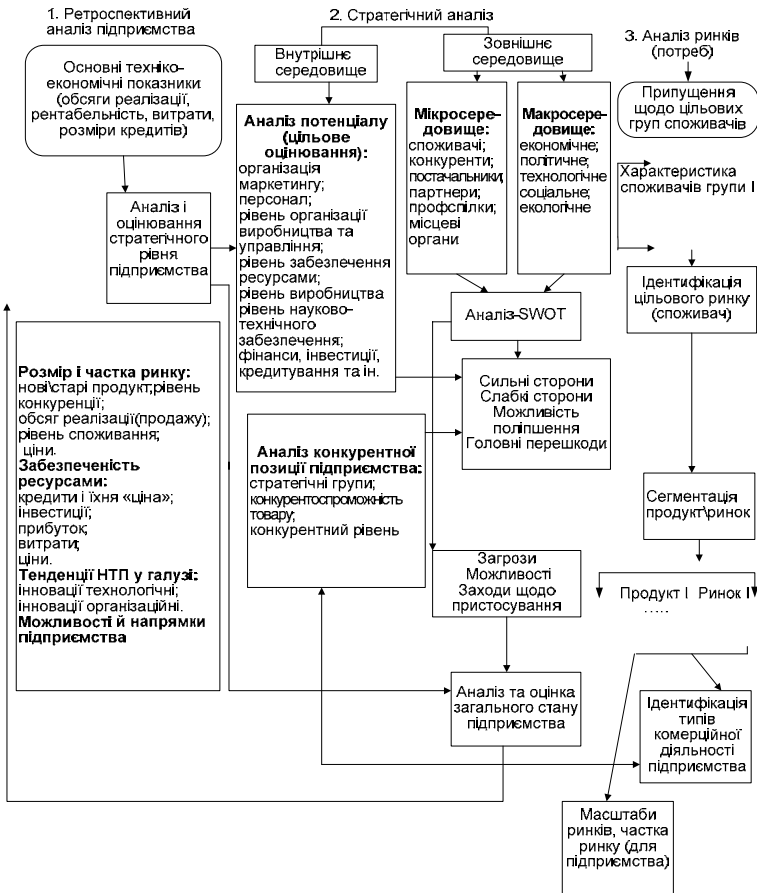 1. Ретроспективний
аналіз підприємства
Основні техніко-
економічні показники
(обсяги реалізації,
рентабельність, витрати,
розміри кредитів)
Аналіз і
оцінювання
стратегічного
рівня
підприємства
2. Стратегічний аналіз
Внутрішнє
середовище
Зовнішнє
середовище
Аналіз потенціалу
(цільове
оцінювання):
організація
маркетингу;
персонал;
рівень організації
виробництва та
управління;
рівень забезпечення
ресурсами;
рівень виробництва
рівень науково-
технічного
забезпечення;
фінанси, інвестиції,
кредитування та ін.
Мікросере-
довище:
споживачі;
конкуренти;
постачальники;
партнери;
профспілки;
місцеві
органи
Макросере-
довище:
економічне;
політичне;
технологічне
соціальне;
екологічне
Аналіз-SWOT
Сильні сторони
Слабкі сторони
Можливість
поліпшення
Головні перешкоди
Розмір і частка ринку:
нові\старі продукт;рівень
конкуренції;
обсяг реалізації(продажу);
рівень споживання;
ціни.
Забезпеченість
ресурсами:
кредити і їхня «ціна»;
інвестиції;
прибуток;
витрати;
ціни.
Тенденції НТП у галузі:
інновації технологічні;
інновації організаційні.
Можливості й напрямки
підприємства
Аналіз конкурентної
позиції підприємства:
стратегічні групи;
конкурентоспроможність
товару;
конкурентний рівень
Загрози
Можливості
Заходи щодо
пристосування
Аналіз та оцінка
загального стану
підприємства
3. Аналіз ринків
(потреб)
Припущення
щодо цільових
груп споживачів
Характеристика
споживачів групи І
Ідентифікація
цільового ринку
(споживач)
Сегментація
продукт\ринок
Продукт І Ринок І
.....
Ідентифікація
типів
комерційної
діяльності
підприємства
Масштаби
ринків, частка
ринку (для
підприємства)